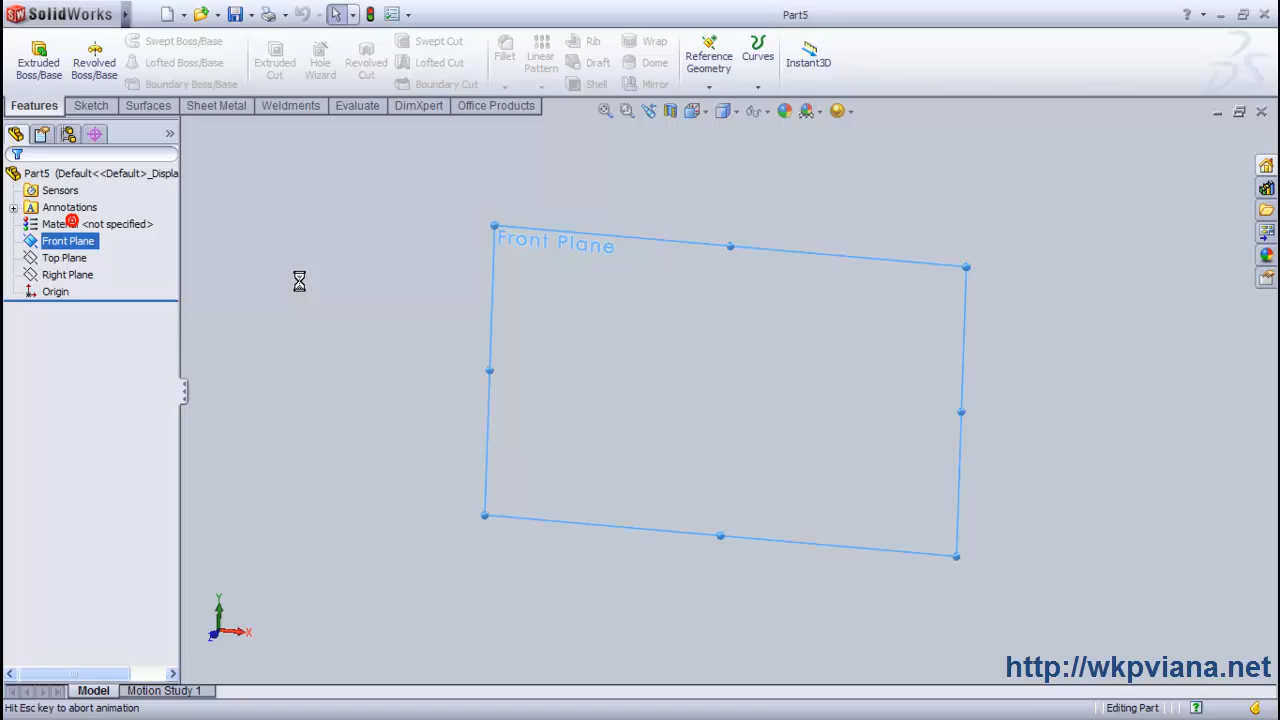 SolidWorks
Part5
Extruded Boss/Base
Revolved Boss/Base
Swept Boss/Base
Lofted Boss/Base
Boundary Boss/Base
Extruded Cut
Hole Wizard
Revolved Cut
Swept Cut
Lofted Cut
Boundary Cut
Fillet
Linear Pattern
Rib
Draft
Shell
Wrap
Dome
Mirror
Reference Geometry
Curves
Instant3D
Features
Sketch
Surfaces
Sheet Metal
Weldments
Evaluate
DimXpert
Office Products
Part5 (Default<<Default>_Displa
Sensors
Annotations
<not specified>
Front Plane
Top Plane
Right Plane
Origin
Front Plane
Y
X
Z
http://wkpviana.net
Model
Motion Study 1
Hit Esc key to abort animation
Editing Part